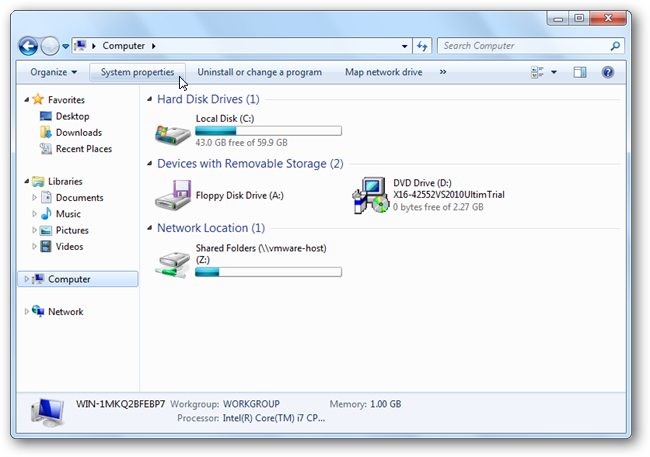 Computer
Search Computer
Organize
System properties
Uninstall or change a program
Map network drive
»
Favorites
Desktop
Downloads
Recent Places
Libraries
Documents
Music
Pictures
Videos
Computer
Network
Hard Disk Drives (1)
Local Disk (C:)
43.0 GB free of 59.9 GB
Devices with Removable Storage (2)
Floppy Disk Drive (A:)
DVD Drive (D:)
X16-42552VS2010UltimTrial
0 bytes free of 2.27 GB
Network Location (1)
Shared Folders (\\vmware-host)
(Z:)
WIN-1MKQ2BFEBP7 Workgroup: WORKGROUP Memory: 1.00 GB
Processor: Intel(R) Core(TM) i7 CP...